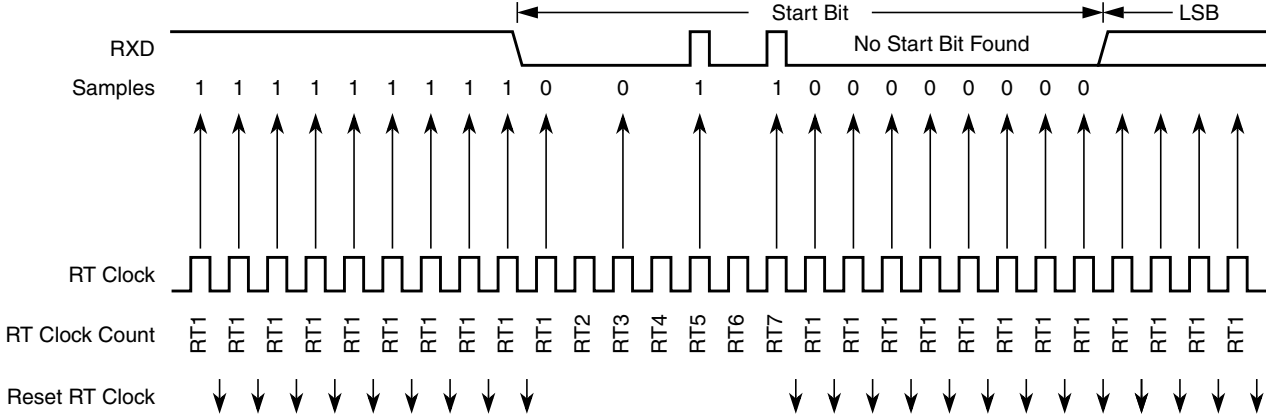 Start Bit LSB
RXD No Start Bit Found
Samples 1 1 1 1 1 1 1 1 1 0 0 1 1 0 0 0 0 0 0 0 0
RT Clock
RT Clock Count RT1 RT1 RT1 RT1 RT1 RT1 RT1 RT1 RT1 RT1 RT2 RT3 RT4 RT5 RT6 RT7 RT1 RT1 RT1 RT1 RT1 RT1 RT1 RT1 RT1 RT1 RT1 RT1
Reset RT Clock